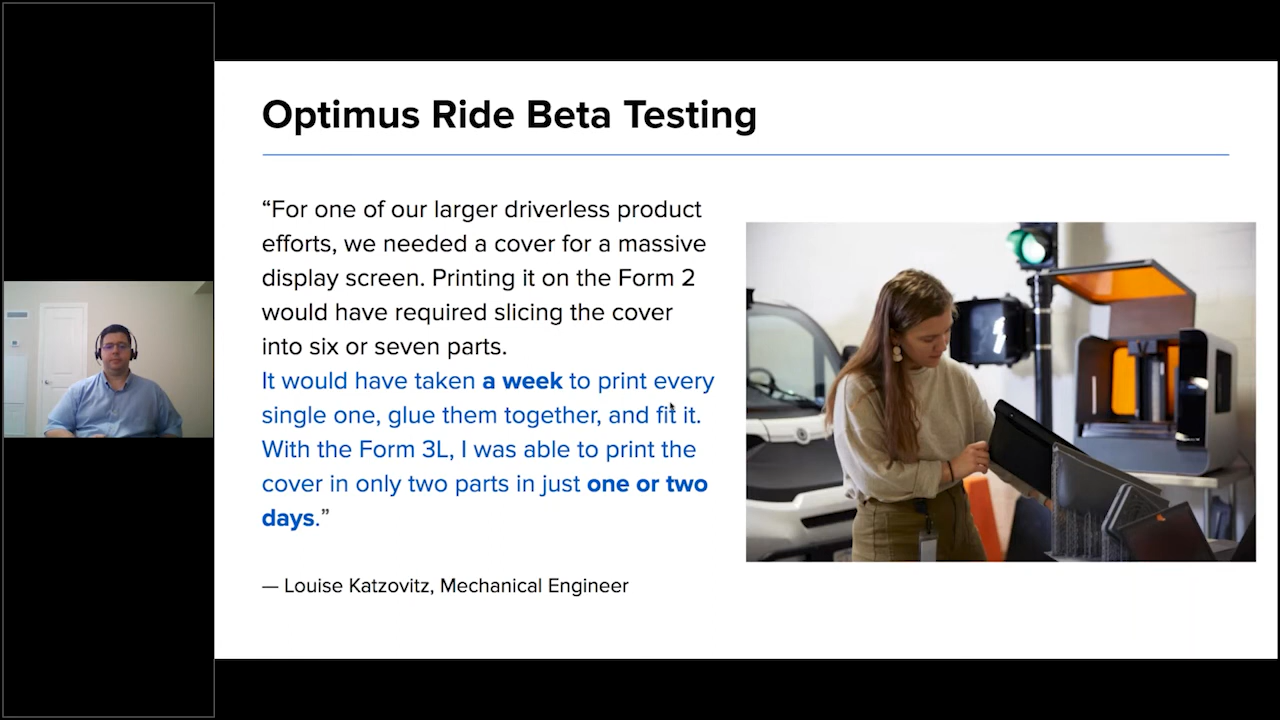 Optimus Ride Beta Testing
“For one of our larger driverless product
efforts, we needed a cover for a massive
display screen. Printing it on the Form 2
would have required slicing the cover
into six or seven parts.
It would have taken a week to print every
single one, glue them together, and fit it.
With the Form 3L, I was able to print the
cover in only two parts in just one or two
days.”
— Louise Katzovitz, Mechanical Engineer